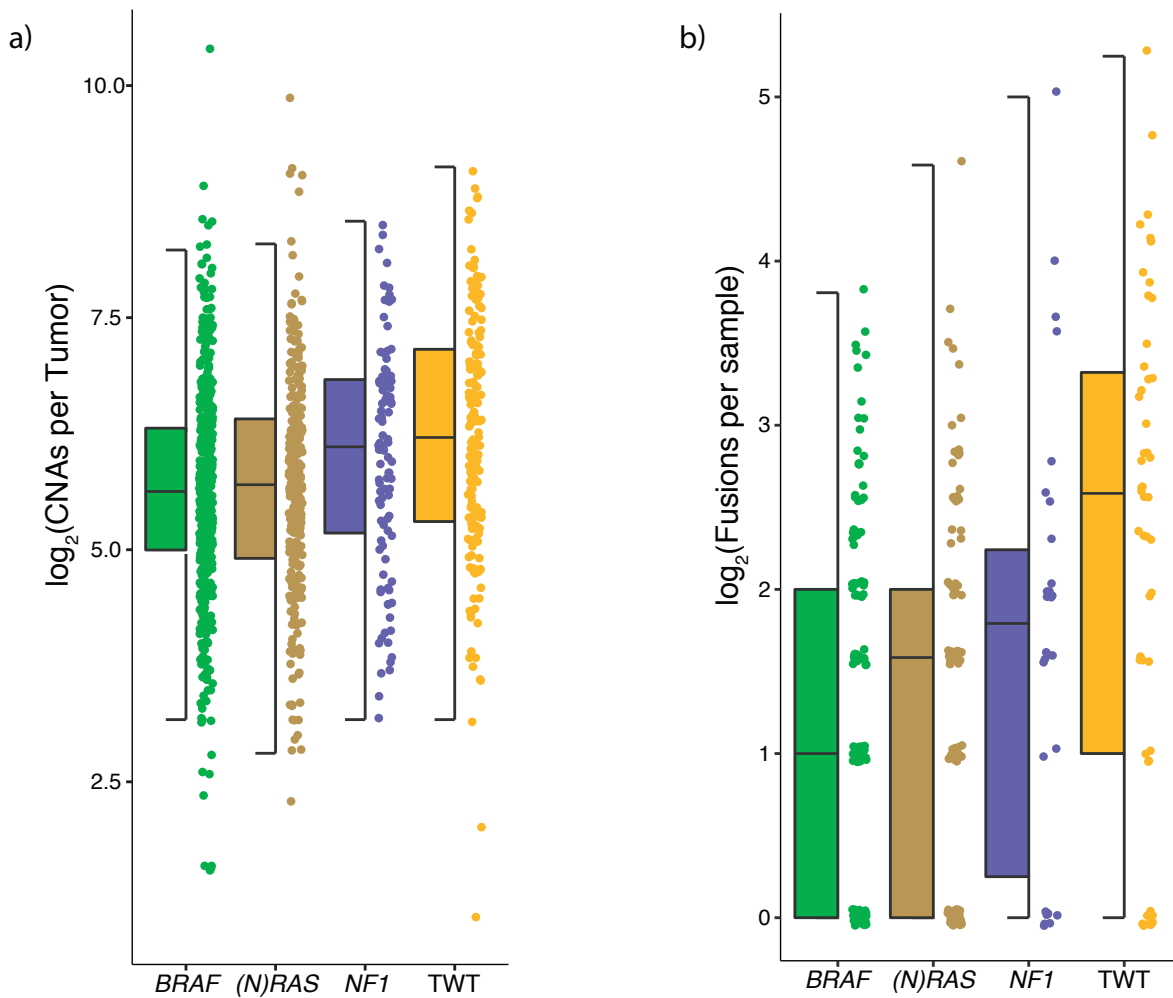 a)
log₂(CNAs per Tumor)
10.0
7.5
5.0
2.5
BRAF (N)RAS NF1 TWT
b)
log₂(Fusions per sample)
5
4
3
2
1
0
BRAF (N)RAS NF1 TWT